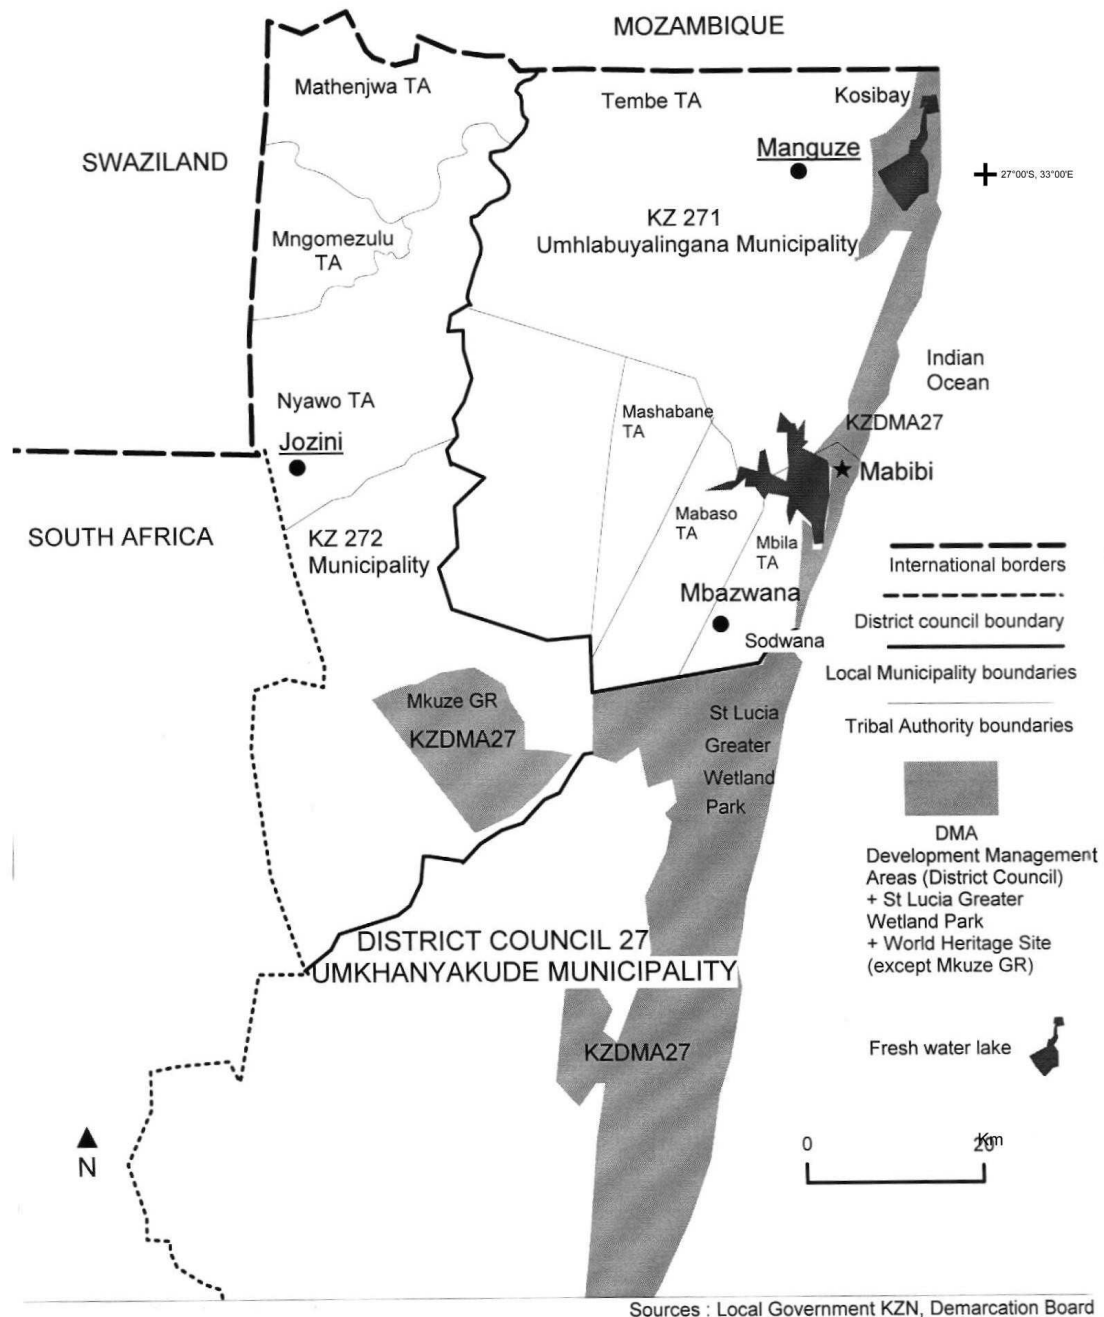 MOZAMBIQUE
Mathenjwa TA
Tembe TA
Kosibay
SWAZILAND
Manguze
27°00'S, 33°00'E
KZ 271
Umhlabuyalingana Municipality
Mngomezulu
TA
Indian
Ocean
Nyawo TA
Mashabane
TA
KZDMA27
Jozini
Mabibi
SOUTH AFRICA
KZ 272
Municipality
Mabaso
TA
Mbila
TA
Mbazwana
Sodwana
International borders
District council boundary
Local Municipality boundaries
Tribal Authority boundaries
Mkuze GR
KZDMA27
St Lucia
Greater
Wetland
Park
DMA
Development Management
Areas (District Council)
+ St Lucia Greater
Wetland Park
+ World Heritage Site
(except Mkuze GR)
DISTRICT COUNCIL 27
UMKHANYAKUDE MUNICIPALITY
KZDMA27
Fresh water lake
N
0
20
Km
Sources : Local Government KZN, Demarcation Board